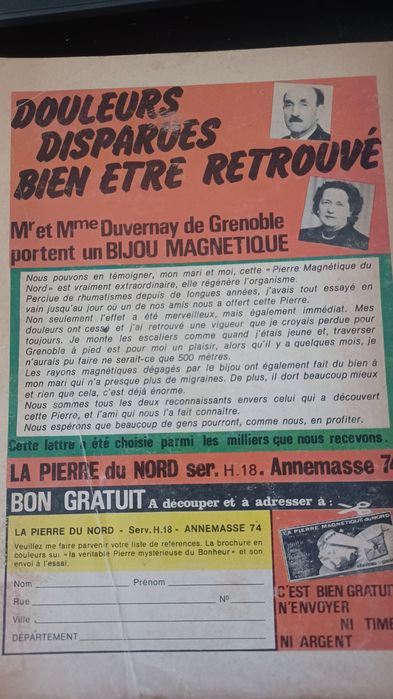 DOULEURS
DISPARUES
BIEN ETRE RETROUVÉ
Mr et Mme Duvernay de Grenoble
portent un BIJOU MAGNETIQUE
Nous pouvons en témoigner, mon mari et moi, cette «Pierre Magnétique du
Nord» est vraiment extraordinaire, elle régénère l'organisme.
Percluse de rhumatismes depuis de longues années, j'avais tout essayé en
vain jusqu'au jour où un de nos amis nous a offert cette Pierre.
Non seulement l'effet a été merveilleux, mais également immédiat. Mes
douleurs ont cessé et j'ai retrouvé une vigueur que je croyais perdue pour
toujours. Je monte les escaliers comme quand j'étais jeune et, traverser
Grenoble à pied est pour moi un plaisir, alors qu'il y a quelques mois, je
n'aurais pu faire ne serait-ce que 500 mètres.
Les rayons magnétiques dégagés par le bijou ont également fait du bien à
mon mari qui n'a presque plus de migraines. De plus, il dort beaucoup mieux
et rien que cela, c'est déjà énorme.
Nous sommes tous les deux reconnaissants envers celui qui a découvert
cette Pierre, et l'ami qui nous l'a fait connaître.
Nous espérons que beaucoup de gens pourront, comme nous, en profiter.
Cette lettre a été choisie parmi les milliers que nous recevons.
LA PIERRE du NORD ser. H.18. Annemasse 74
BON GRATUIT A découper et à adresser à :
LA PIERRE DU NORD - Serv. H.18 - ANNEMASSE 74
Veuillez me faire parvenir votre liste de références. La brochure en
couleurs sur «la véritable Pierre mystérieuse du Bonheur» et son
envoi à l'essai.
Nom Prénom
Rue No
Ville
DÉPARTEMENT
LA PIERRE MAGNÉTIQUE DU NORD
C'EST BIEN GRATUIT
N'ENVOYER
NI TIMB
NI ARGENT